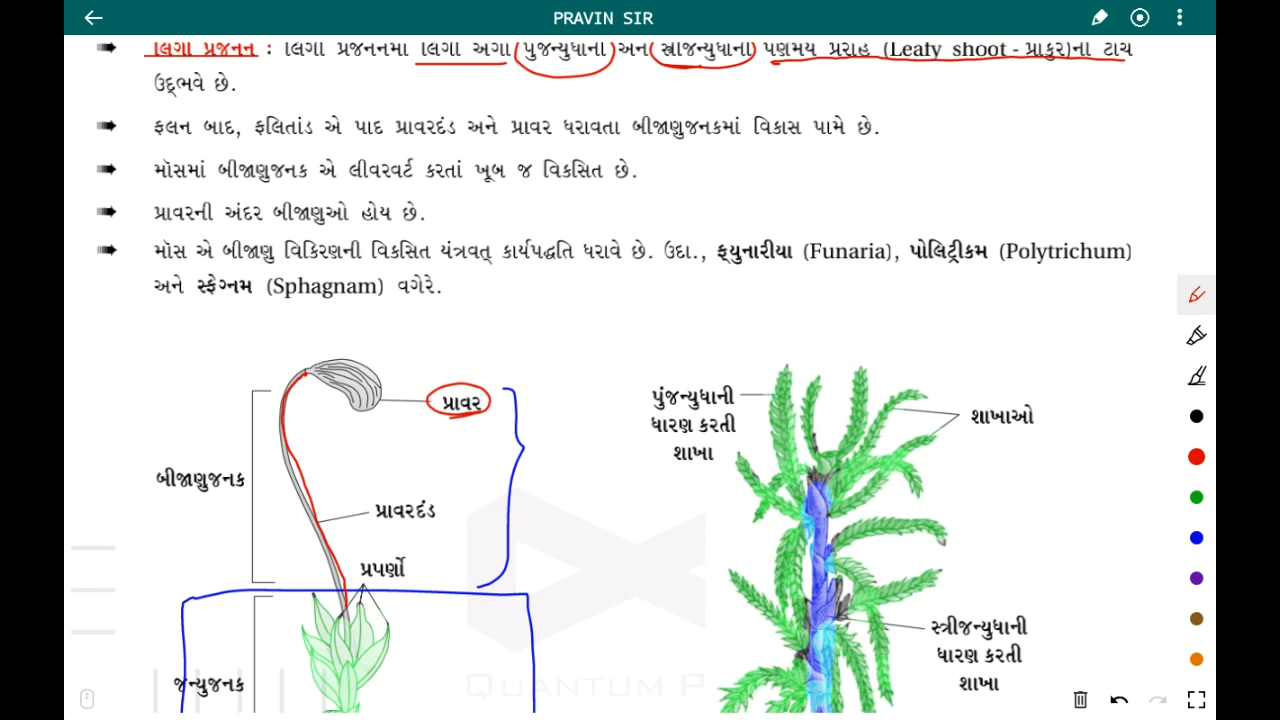 PRAVIN SIR
લિંગી પ્રજનન : લિંગી પ્રજનનમાં લિંગી અંગો પુંજન્યુધાની અને સ્ત્રીજન્યુધાની પર્ણમય પ્રરોહ (Leafy shoot - પ્રાંકુર)ની ટોચે
ઉદ્ભવે છે.
ફલન બાદ, ફલિતાંડ એ પાદ પ્રાવરદંડ અને પ્રાવર ધરાવતા બીજાણુજનકમાં વિકાસ પામે છે.
મૉસમાં બીજાણુજનક એ લીવરવર્ટ કરતાં ખૂબ જ વિકસિત છે.
પ્રાવરની અંદર બીજાણુઓ હોય છે.
મૉસ એ બીજાણુ વિકિરણની વિકસિત યંત્રવત્ કાર્યપદ્ધતિ ધરાવે છે. ઉદા., ફ્યુનારીયા (Funaria), પોલિટ્રીકમ (Polytrichum)
અને સ્ફેગ્નમ (Sphagnam) વગેરે.
પ્રાવર
બીજાણુજનક
પ્રાવરદંડ
પ્રપર્ણો
જન્યુજનક
પુંજન્યુધાની
ધારણ કરતી
શાખા
શાખાઓ
સ્ત્રીજન્યુધાની
ધારણ કરતી
શાખા
QUANTUM P